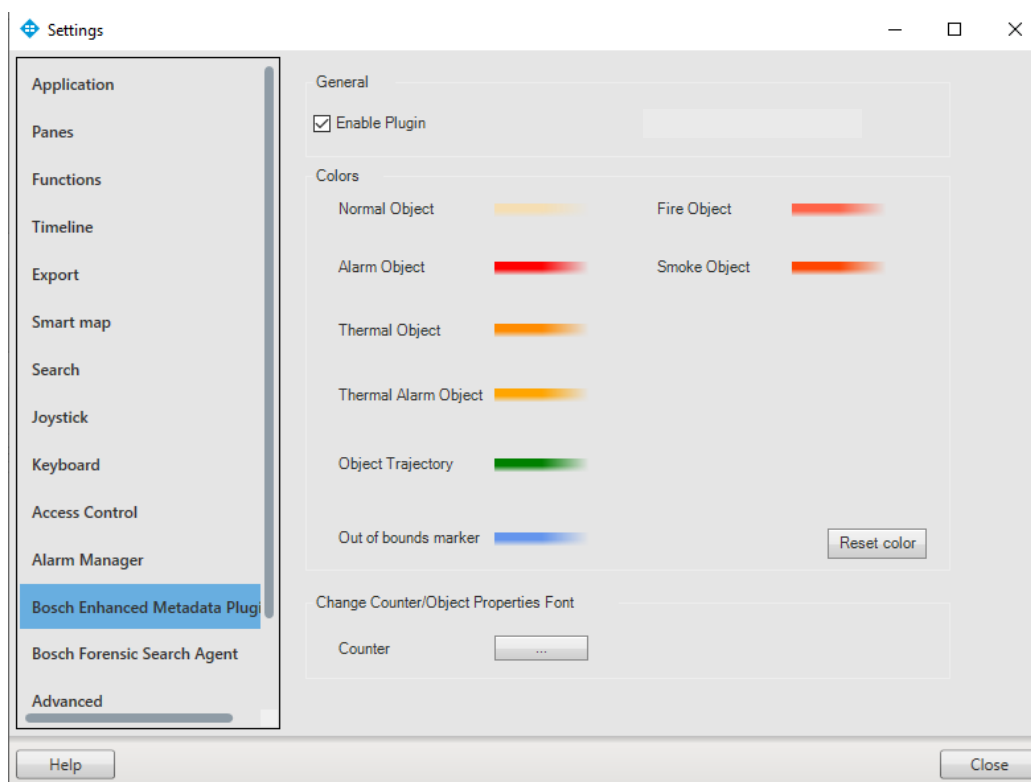 Settings
Application
Panes
Functions
Timeline
Export
Smart map
Search
Joystick
Keyboard
Access Control
Alarm Manager
Bosch Enhanced Metadata Plugi
Bosch Forensic Search Agent
Advanced
General
Enable Plugin
Colors
Normal Object
Fire Object
Alarm Object
Smoke Object
Thermal Object
Thermal Alarm Object
Object Trajectory
Out of bounds marker
Reset color
Change Counter/Object Properties Font
Counter
...
Help
Close